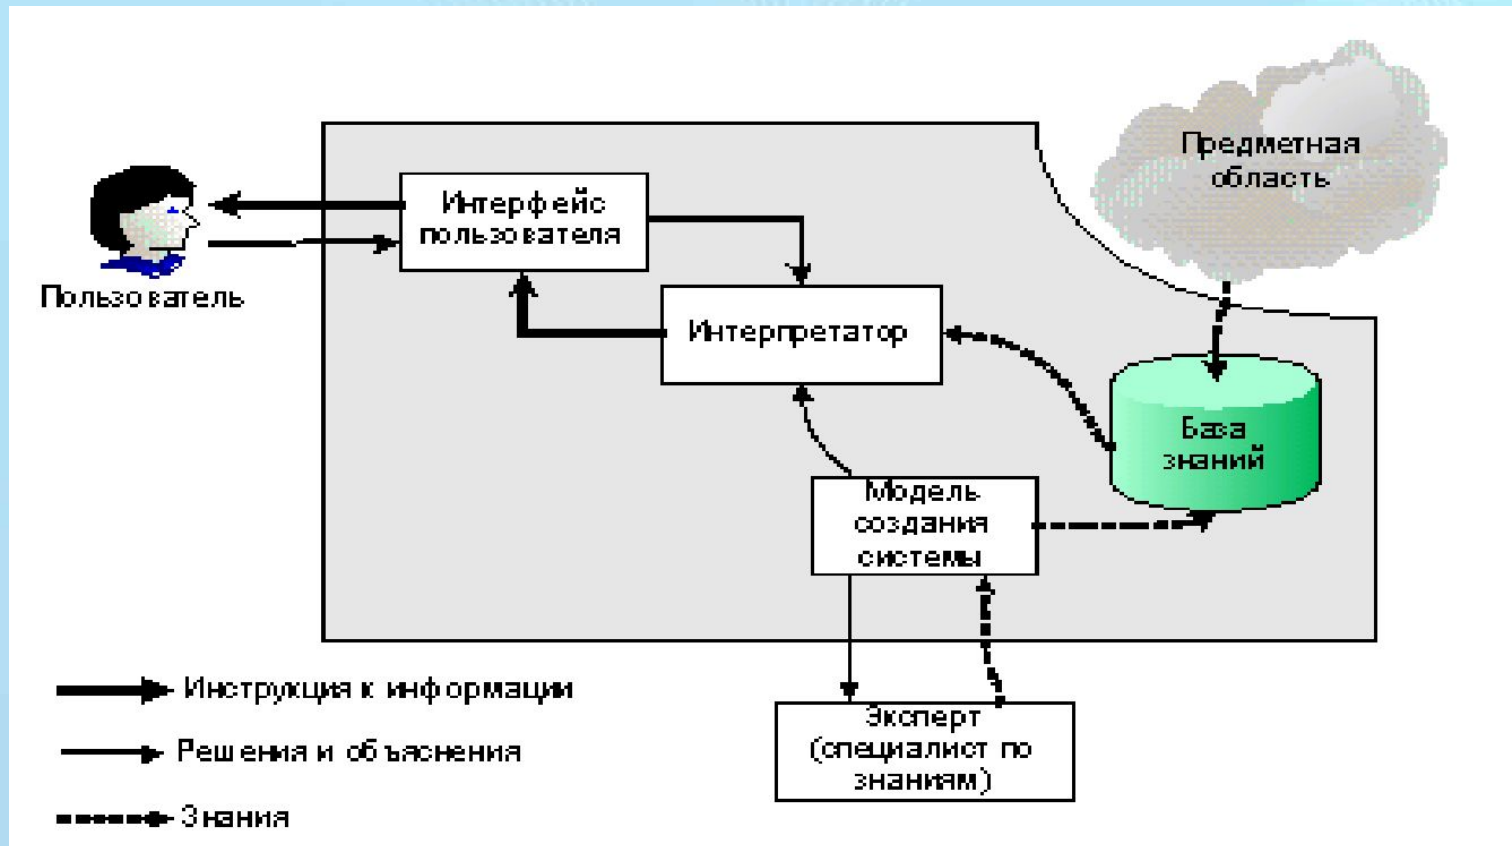 Предметная
область
Интерфейс
пользователя
Пользователь
Интерпретатор
База
знаний
Модель
создания
системы
Эксперт
(специалист по
знаниям)
Инструкция к информации
Решения и объяснения
Знания